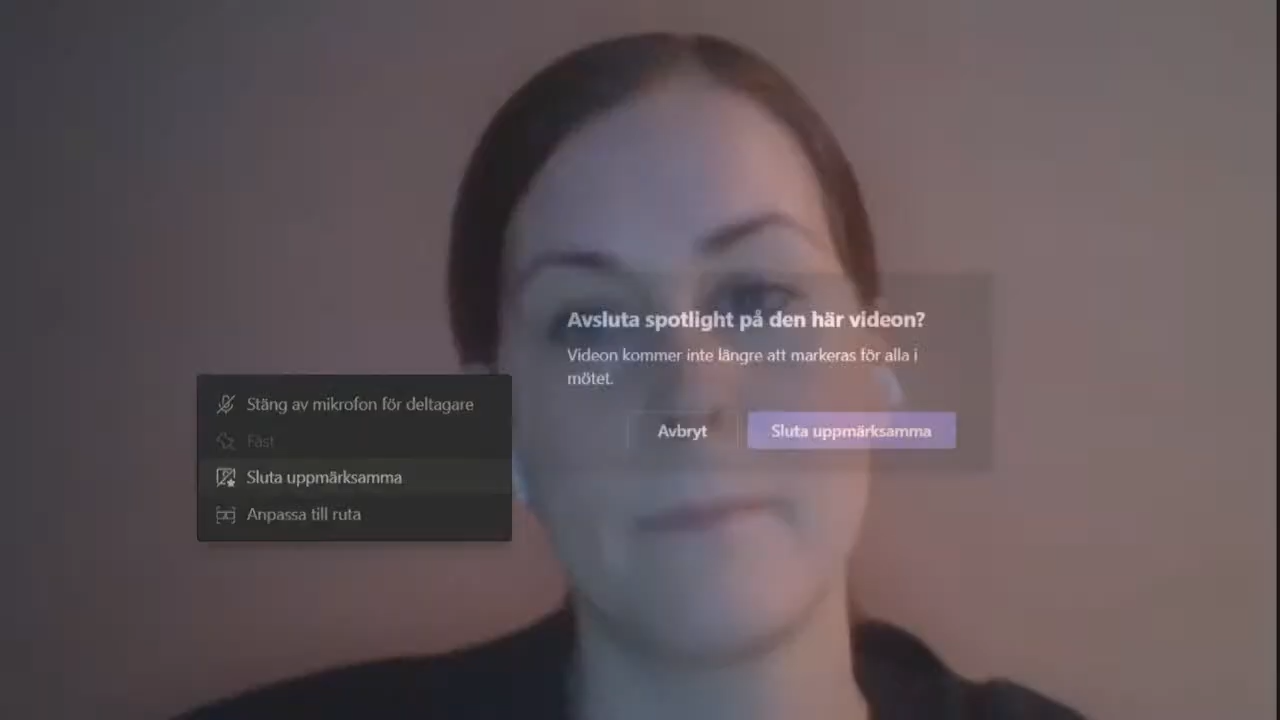 Avsluta spotlight på den här videon?
Videon kommer inte längre att markeras för alla i
mötet.
Avbryt
Sluta uppmärksamma
Stäng av mikrofon för deltagare
Fäst
Sluta uppmärksamma
Anpassa till ruta